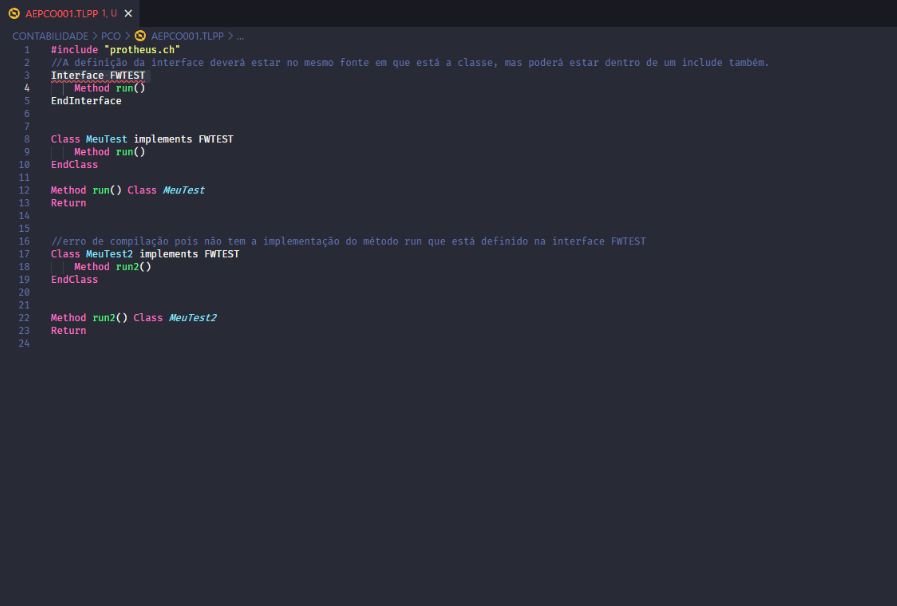 AEPCO001.TLPP 1, U
CONTABILIDADE > PCO > AEPCO001.TLPP > ...
1 #include "protheus.ch"
2 //A definição da interface deverá estar no mesmo fonte em que está a classe, mas poderá estar dentro de um include também.
3 Interface FWTEST
4 Method run()
5 EndInterface
6
7
8 Class MeuTest implements FWTEST
9 Method run()
10 EndClass
11
12 Method run() Class MeuTest
13 Return
14
15
16 //erro de compilação pois não tem a implementação do método run que está definido na interface FWTEST
17 Class MeuTest2 implements FWTEST
18 Method run2()
19 EndClass
20
21
22 Method run2() Class MeuTest2
23 Return
24